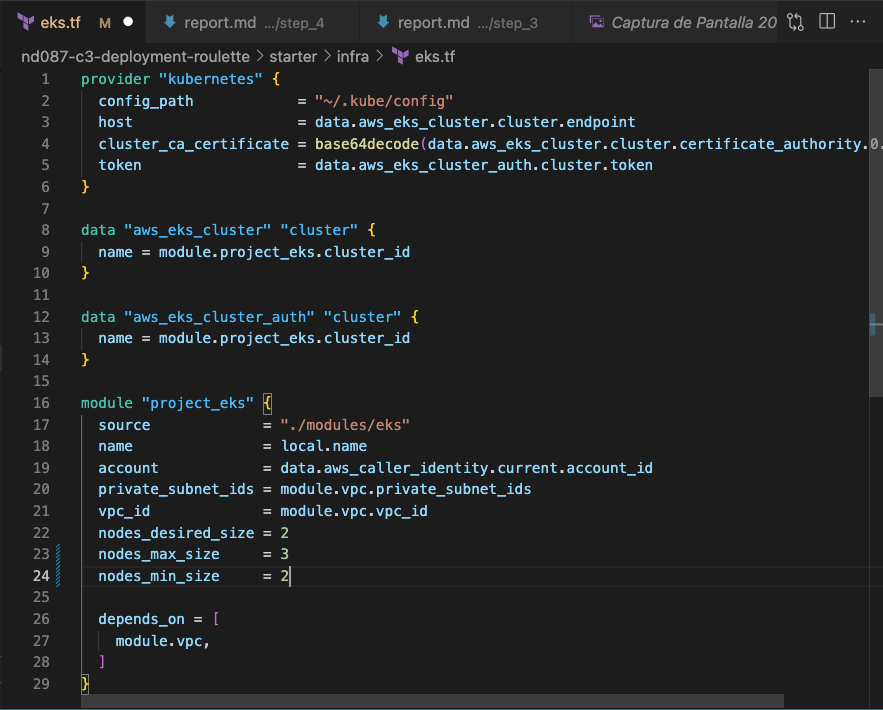 eks.tf M report.md .../step_4 report.md .../step_3 Captura de Pantalla 20
nd087-c3-deployment-roulette > starter > infra > eks.tf
1 provider "kubernetes" {
2   config_path            = "~/.kube/config"
3   host                   = data.aws_eks_cluster.cluster.endpoint
4   cluster_ca_certificate = base64decode(data.aws_eks_cluster.cluster.certificate_authority.0.
5   token                  = data.aws_eks_cluster_auth.cluster.token
6 }
7
8 data "aws_eks_cluster" "cluster" {
9   name = module.project_eks.cluster_id
10 }
11
12 data "aws_eks_cluster_auth" "cluster" {
13   name = module.project_eks.cluster_id
14 }
15
16 module "project_eks" {
17   source             = "./modules/eks"
18   name               = local.name
19   account            = data.aws_caller_identity.current.account_id
20   private_subnet_ids = module.vpc.private_subnet_ids
21   vpc_id             = module.vpc.vpc_id
22   nodes_desired_size = 2
23   nodes_max_size     = 3
24   nodes_min_size     = 2
25
26   depends_on = [
27     module.vpc,
28   ]
29 }